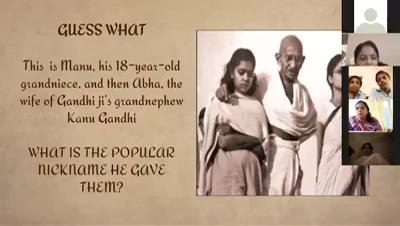 GUESS WHAT
This is Manu, his 18-year-old
grandniece, and then Abha, the
wife of Gandhi ji's grandnephew
Kanu Gandhi
WHAT IS THE POPULAR
NICKNAME HE GAVE
THEM?